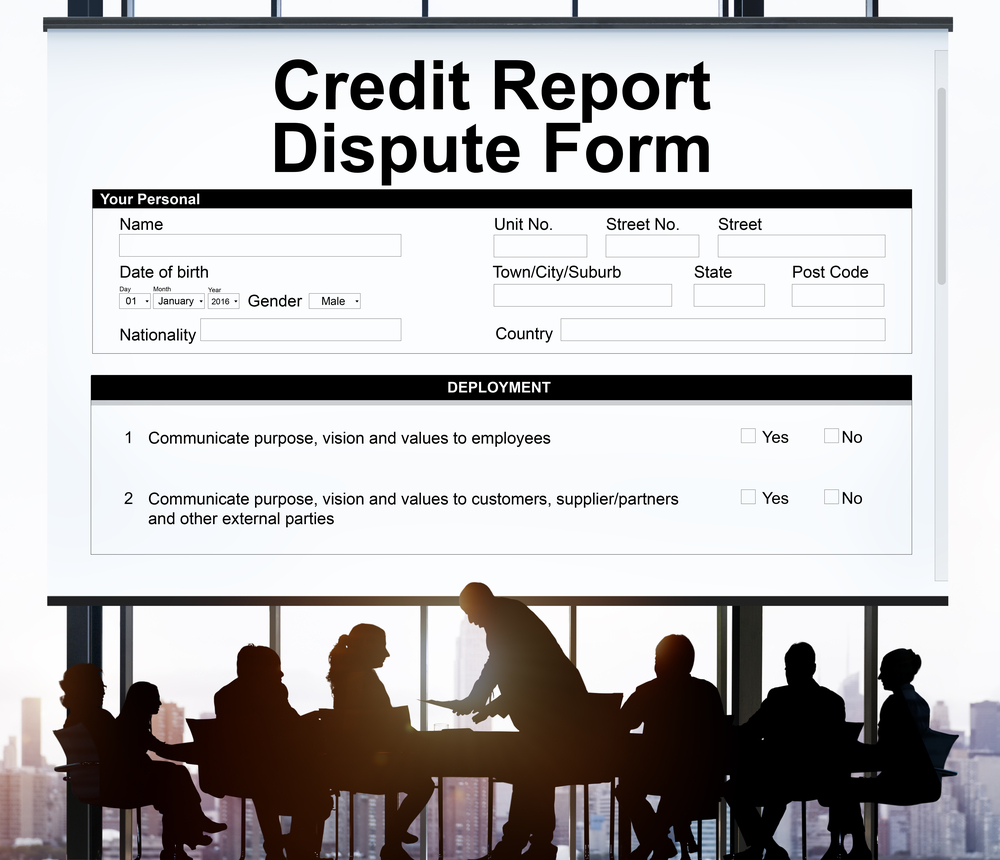 Credit Report
Dispute Form
Your Personal
Name
Unit No. Street No. Street
Date of birth
Town/City/Suburb State Post Code
Day Month Year
01 January 2016 Gender Male
Nationality
Country
DEPLOYMENT
1 Communicate purpose, vision and values to employees Yes No
2 Communicate purpose, vision and values to customers, supplier/partners Yes No
and other external parties